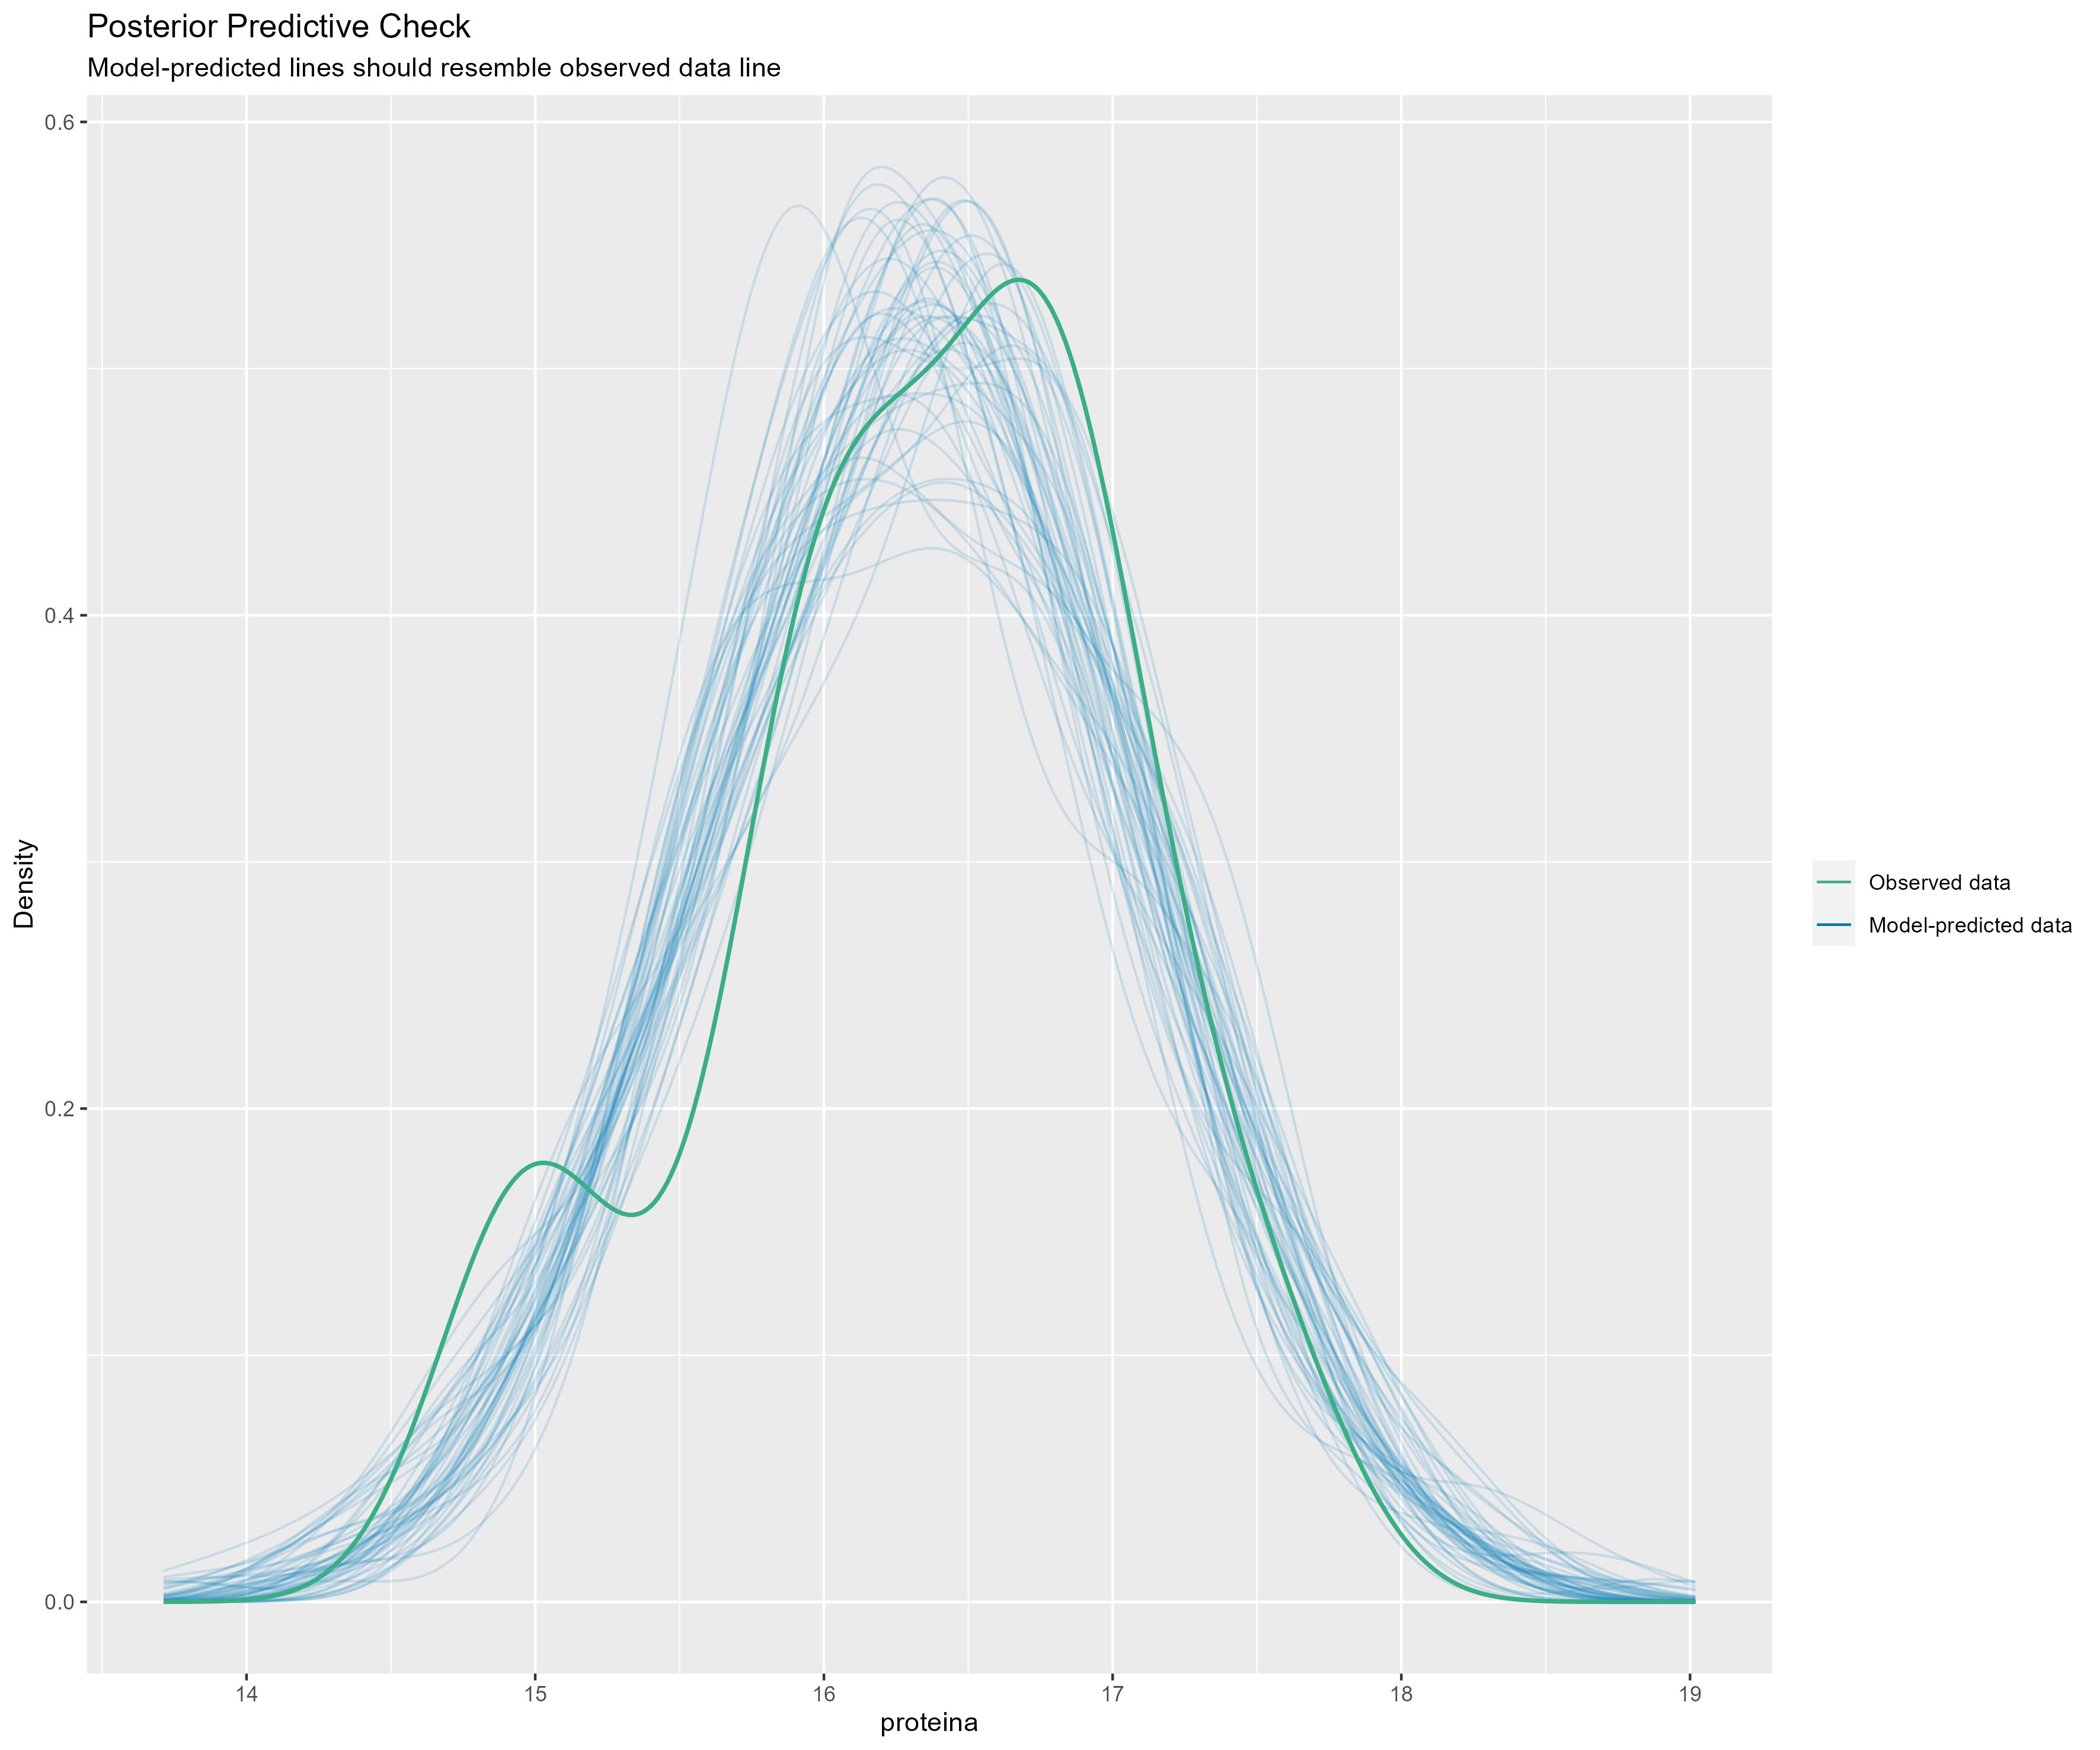 Posterior Predictive Check
Model-predicted lines should resemble observed data line
0.6
0.4
0.2
0.0
Density
14 15 16 17 18 19
proteina
Observed data
Model-predicted data